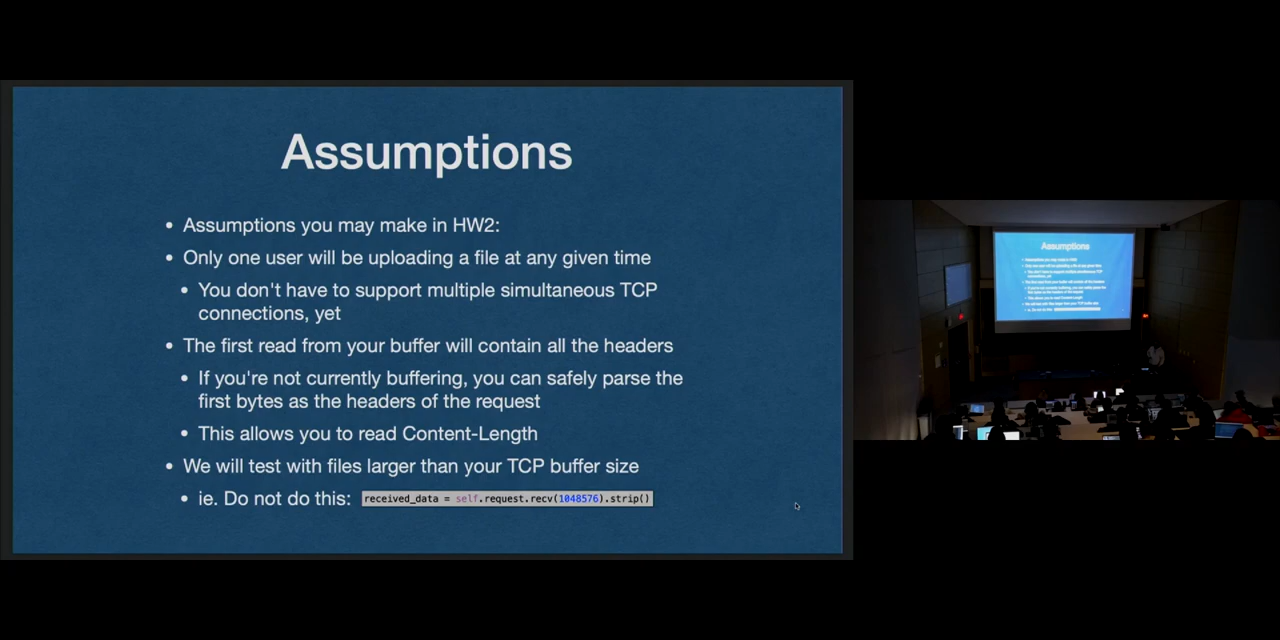 Assumptions
• Assumptions you may make in HW2:
• Only one user will be uploading a file at any given time
• You don't have to support multiple simultaneous TCP
connections, yet
• The first read from your buffer will contain all the headers
• If you're not currently buffering, you can safely parse the
first bytes as the headers of the request
• This allows you to read Content-Length
• We will test with files larger than your TCP buffer size
• ie. Do not do this: received_data = self.request.recv(1048576).strip()
Assumptions